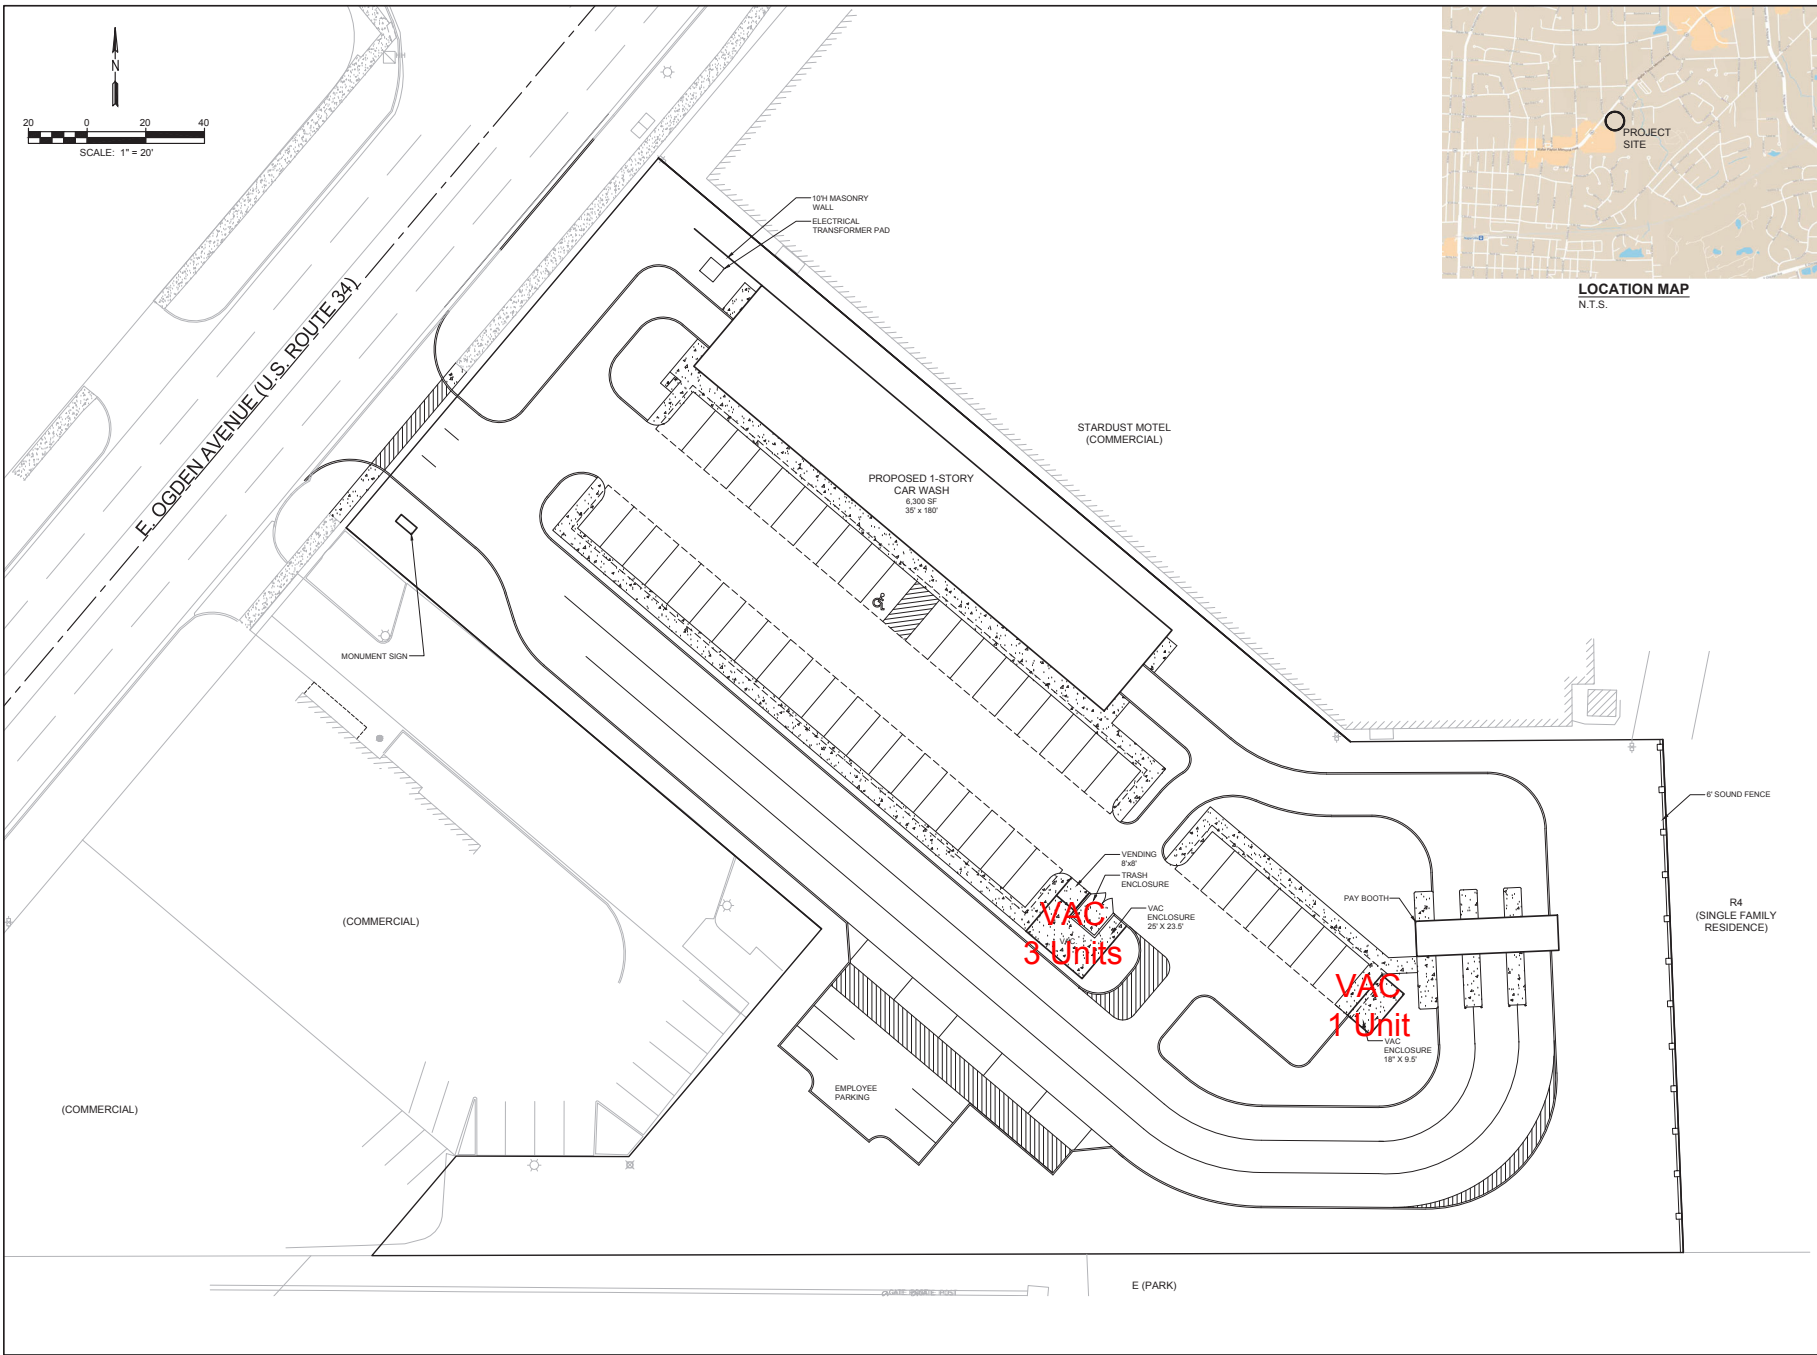 N
20 0 20 40
SCALE: 1" = 20'
PROJECT
SITE
LOCATION MAP
N.T.S.
10'H MASONRY
WALL
ELECTRICAL
TRANSFORMER PAD
E. OGDEN AVENUE (U.S. ROUTE 34)
STARDUST MOTEL
(COMMERCIAL)
PROPOSED 1-STORY
CAR WASH
6,300 SF
35' x 180'
MONUMENT SIGN
6' SOUND FENCE
VENDING
8'x8'
TRASH
ENCLOSURE
VAC
ENCLOSURE
25' X 23.5'
VAC
3 Units
VAC
PAY BOOTH
R4
(SINGLE FAMILY
RESIDENCE)
(COMMERCIAL)
VAC
1 Unit
VAC
ENCLOSURE
18" X 9.5'
EMPLOYEE
PARKING
(COMMERCIAL)
E (PARK)